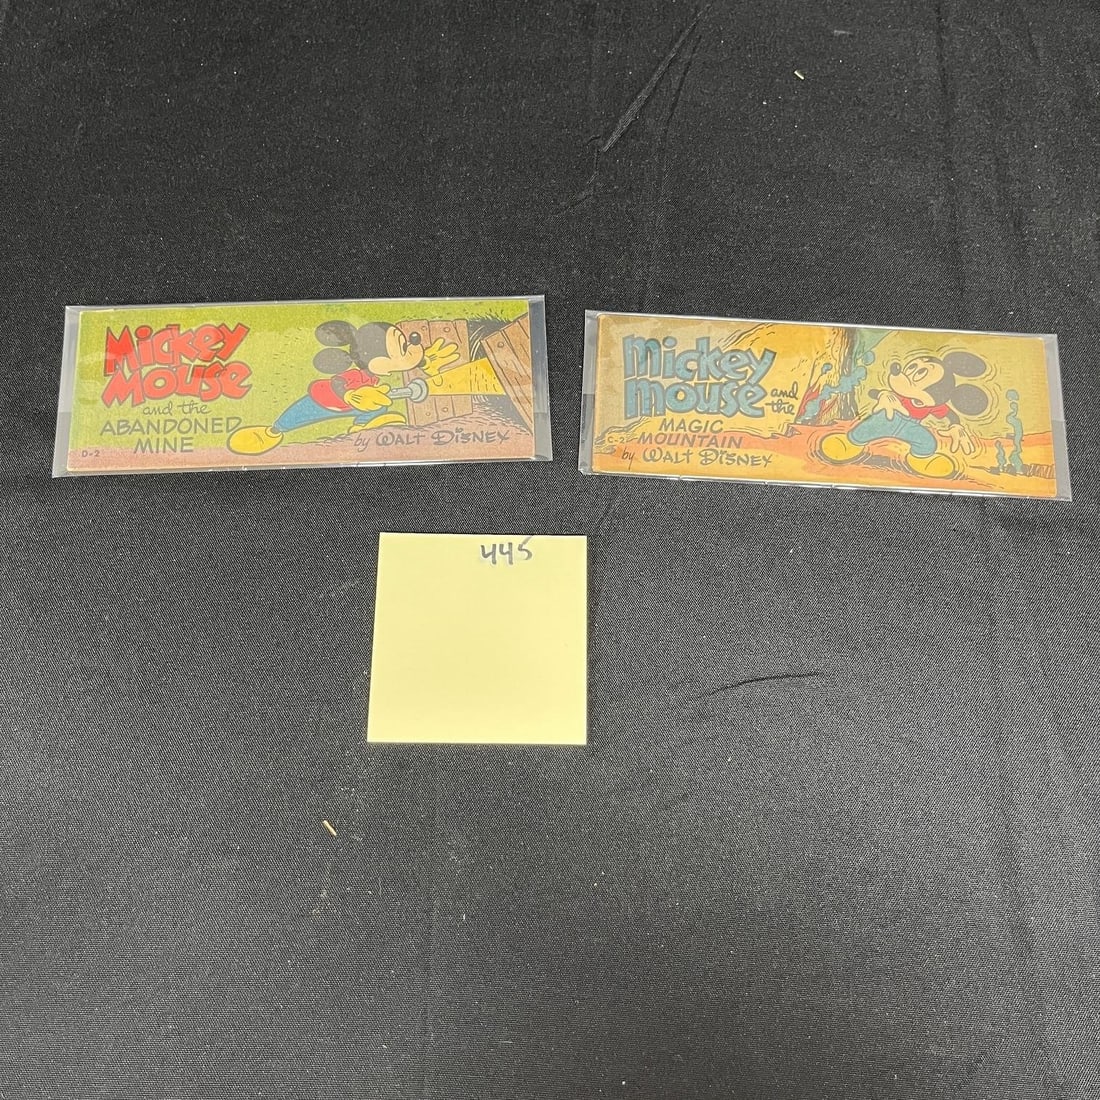 Mickey
Mouse
and the
ABANDONED
MINE
D-2
by WALT DISNEY
Mickey
Mouse
and
the
MAGIC
MOUNTAIN
C-2
by WALT DISNEY
445